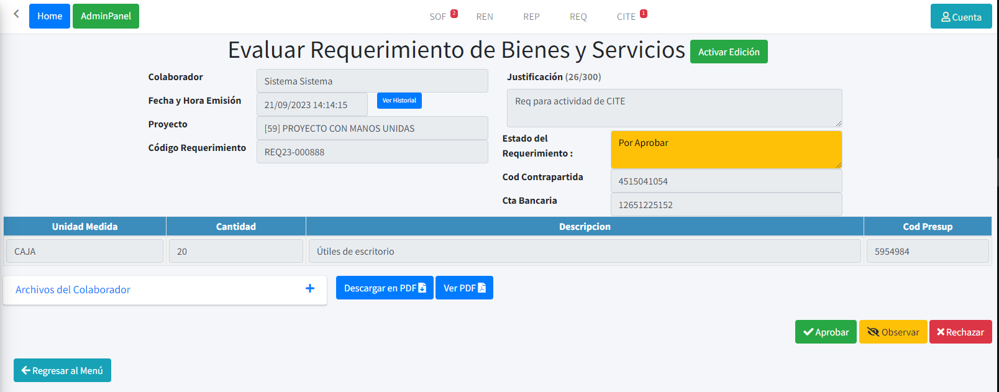 Home AdminPanel SOF 2 REN REP REQ CITE 1 Cuenta
Evaluar Requerimiento de Bienes y Servicios Activar Edición
Colaborador Sistema Sistema
Fecha y Hora Emisión 21/09/2023 14:14:15 Ver Historial
Proyecto [59] PROYECTO CON MANOS UNIDAS
Código Requerimiento REQ23-000888
Justificación (26/300)
Req para actividad de CITE
Estado del
Requerimiento :
Por Aprobar
Cod Contrapartida 4515041054
Cta Bancaria 12651225152
Unidad Medida Cantidad Descripcion Cod Presup
CAJA 20 Útiles de escritorio 5954984
Archivos del Colaborador + Descargar en PDF Ver PDF
Aprobar Observar Rechazar
Regresar al Menú